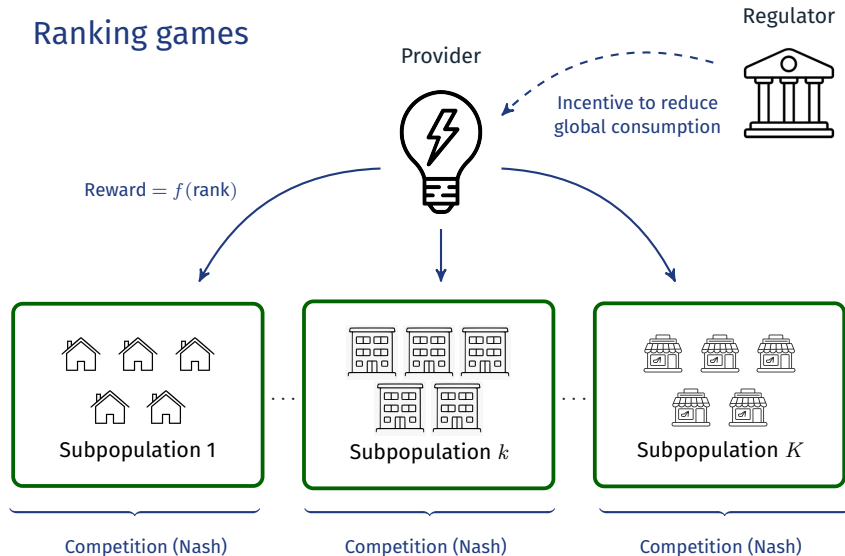 Ranking games
Regulator
Provider
Incentive to reduce
global consumption
Reward = f(rank)
Subpopulation 1
...
Subpopulation k
...
Subpopulation K
Competition (Nash)
Competition (Nash)
Competition (Nash)